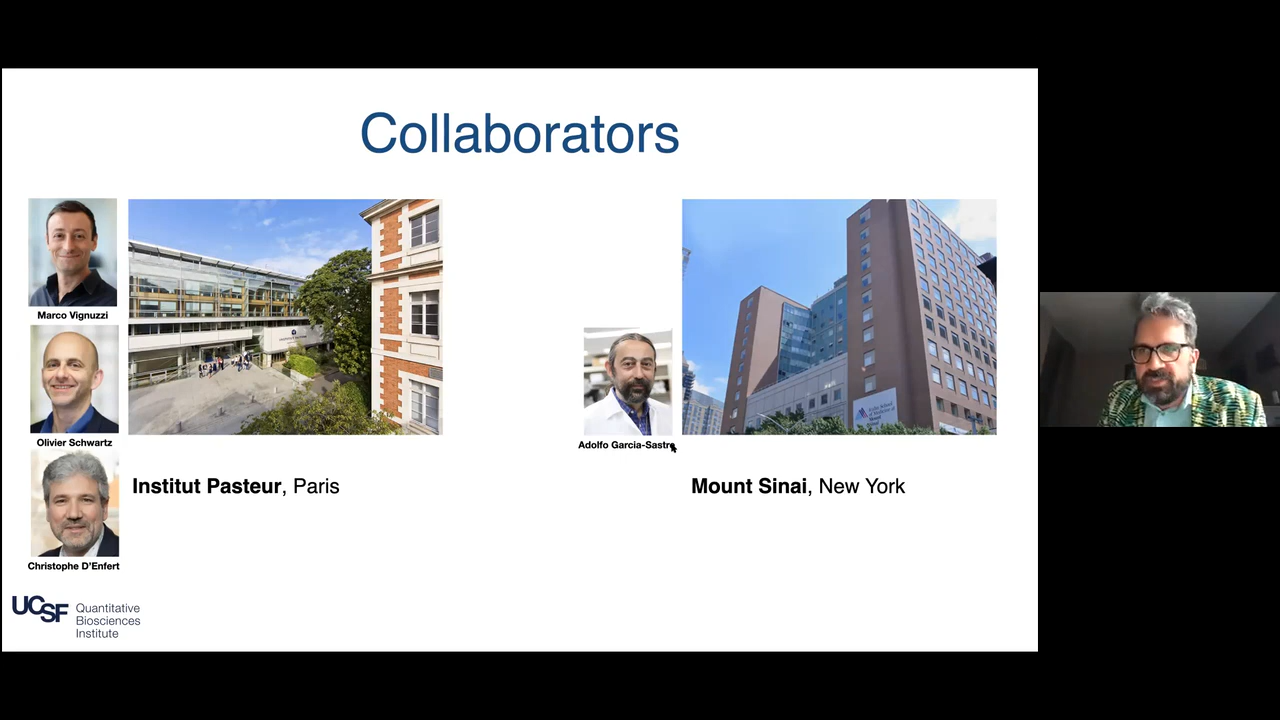 Collaborators
Marco Vignuzzi
Olivier Schwartz
Christophe D'Enfert
Institut Pasteur, Paris
Adolfo Garcia-Sastre
Mount Sinai, New York
UCSF Quantitative
Biosciences
Institute